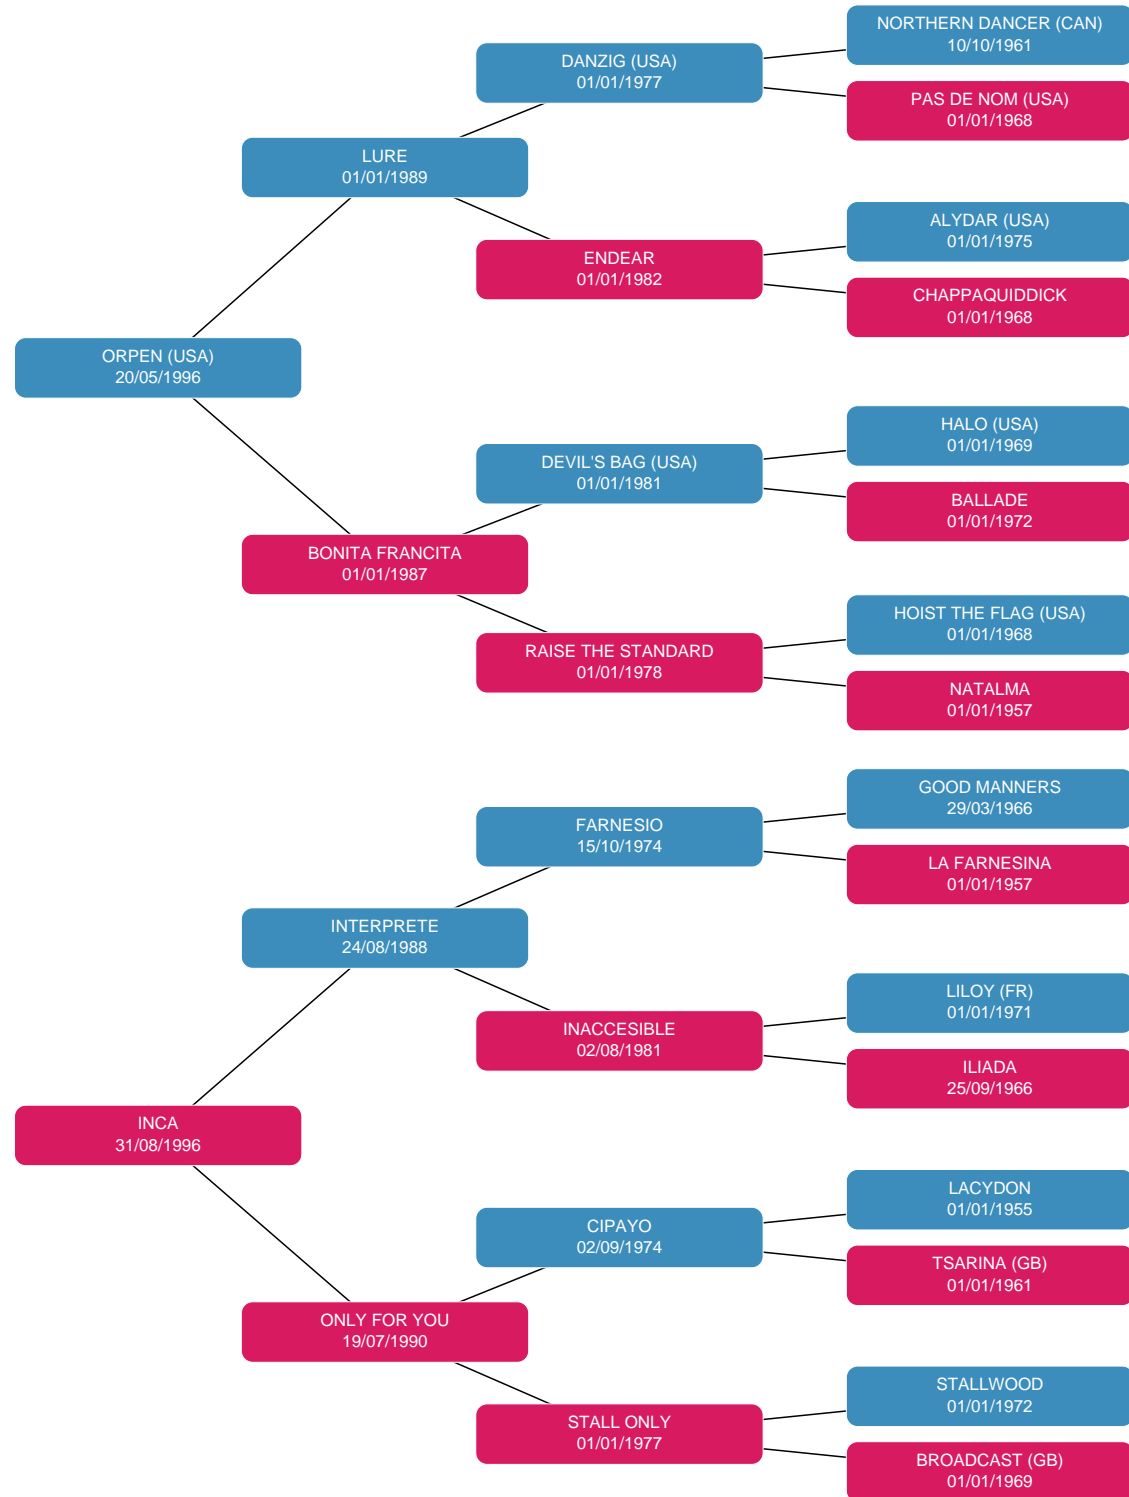 NORTHERN DANCER (CAN)
10/10/1961
DANZIG (USA)
01/01/1977
PAS DE NOM (USA)
01/01/1968
LURE
01/01/1989
ALYDAR (USA)
01/01/1975
ENDEAR
01/01/1982
CHAPPAQUIDDICK
01/01/1968
ORPEN (USA)
20/05/1996
HALO (USA)
01/01/1969
DEVIL'S BAG (USA)
01/01/1981
BALLADE
01/01/1972
BONITA FRANCITA
01/01/1987
HOIST THE FLAG (USA)
01/01/1968
RAISE THE STANDARD
01/01/1978
NATALMA
01/01/1957
GOOD MANNERS
29/03/1966
FARNESIO
15/10/1974
LA FARNESINA
01/01/1957
INTERPRETE
24/08/1988
LILOY (FR)
01/01/1971
INACCESIBLE
02/08/1981
ILIADA
25/09/1966
INCA
31/08/1996
LACYDON
01/01/1955
CIPAYO
02/09/1974
TSARINA (GB)
01/01/1961
ONLY FOR YOU
19/07/1990
STALLWOOD
01/01/1972
STALL ONLY
01/01/1977
BROADCAST (GB)
01/01/1969